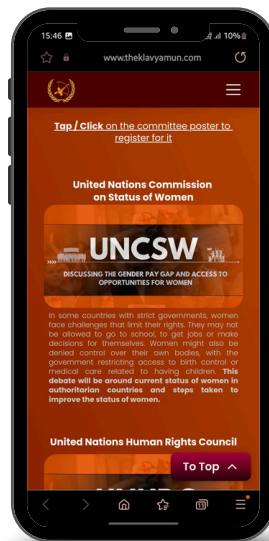 15:46
10%
www.theklavyamun.com
Tap / Click on the committee poster to
register for it
United Nations Commission
on Status of Women
UNCSW
DISCUSSING THE GENDER PAY GAP AND ACCESS TO
OPPORTUNITIES FOR WOMEN
In some countries with strict governments, women
face challenges that limit their rights. They may not
be allowed to go to school, to get jobs or make
decisions for themselves. Women might also be
denied control over their own bodies, with the
government restricting access to birth control or
medical care related to having children. This
debate will be around current status of women in
authoritarian countries and steps taken to
improve the status of women.
United Nations Human Rights Council
To Top